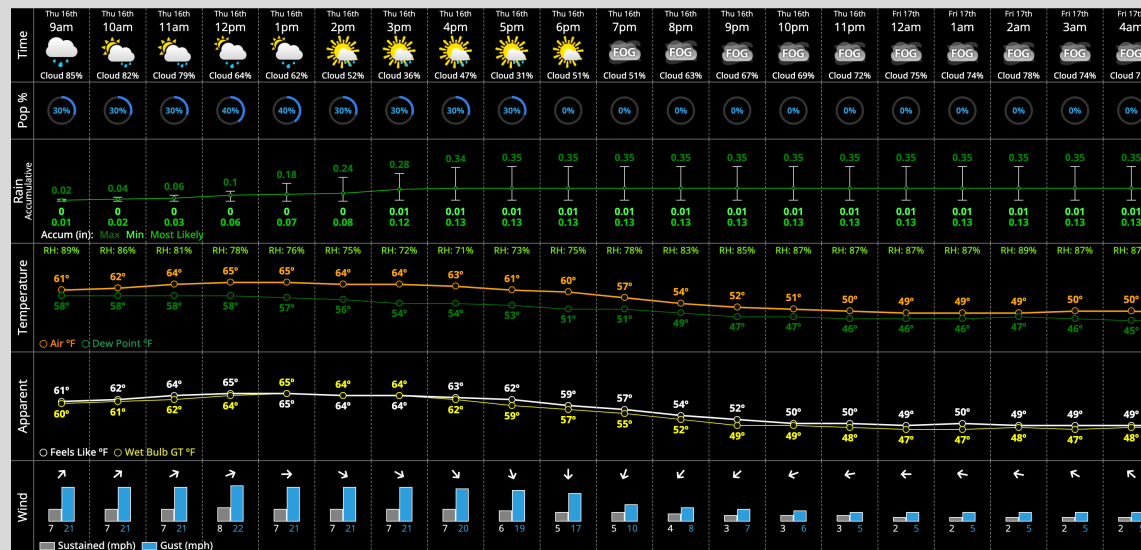 Thu 16th Thu 16th Thu 16th Thu 16th Thu 16th Thu 16th Thu 16th Thu 16th Thu 16th Thu 16th Thu 16th Thu 16th Thu 16th Thu 16th Thu 16th Fri 17th Fri 17th Fri 17th Fri 17th Fri 17th
Time 9am 10am 11am 12pm 1pm 2pm 3pm 4pm 5pm 6pm 7pm 8pm 9pm 10pm 11pm 12am 1am 2am 3am 4am
FOG FOG FOG FOG FOG FOG FOG FOG FOG FOG
Cloud 85% Cloud 82% Cloud 79% Cloud 64% Cloud 62% Cloud 52% Cloud 36% Cloud 47% Cloud 31% Cloud 51% Cloud 51% Cloud 63% Cloud 67% Cloud 69% Cloud 72% Cloud 75% Cloud 74% Cloud 78% Cloud 74% Cloud
Pop % 30% 30% 30% 40% 40% 30% 30% 30% 30% 0% 0% 0% 0% 0% 0% 0% 0% 0% 0% 0%
Rain
Accumulative
0.02 0.04 0.06 0.1 0.18 0.24 0.28 0.34 0.35 0.35 0.35 0.35 0.35 0.35 0.35 0.35 0.35 0.35 0.35 0.35
0 0 0 0 0 0 0 0.01 0.01 0.01 0.01 0.01 0.01 0.01 0.01 0.01 0.01 0.01 0.01 0.01
0.01 0.02 0.03 0.06 0.07 0.08 0.12 0.13 0.13 0.13 0.13 0.13 0.13 0.13 0.13 0.13 0.13 0.13 0.13 0.13
Accum (in): Max Min Most Likely
RH: 89% RH: 86% RH: 81% RH: 78% RH: 76% RH: 75% RH: 72% RH: 71% RH: 73% RH: 75% RH: 78% RH: 83% RH: 85% RH: 87% RH: 87% RH: 87% RH: 87% RH: 89% RH: 87% RH: 87
Temperature
61° 62° 64° 65° 65° 64° 64° 63° 61° 60° 57° 54° 52° 51° 50° 49° 49° 49° 50° 50°
58° 58° 58° 58° 57° 56° 54° 54° 53° 51° 51° 49° 47° 47° 46° 46° 46° 47° 46° 45°
Air °F Dew Point °F
Apparent
61° 62° 64° 65° 65° 64° 64° 63° 62° 59° 57° 54° 52° 50° 50° 49° 50° 49° 49° 49°
60° 61° 62° 64° 65° 64° 64° 62° 59° 57° 55° 52° 49° 49° 48° 47° 47° 48° 47° 48°
Feels Like °F Wet Bulb GT °F
Wind
7 21 7 21 7 21 8 22 7 21 7 21 7 21 7 20 6 19 5 17 5 10 4 8 3 7 3 6 2 5 2 5 2 5 2 5 2 5 2
Sustained (mph) Gust (mph)